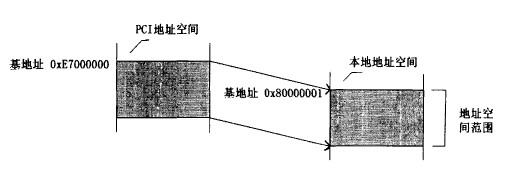 PCI地址空间
基地址 0xE7000000
本地地址空间
基地址 0x80000001
地址空
间范围